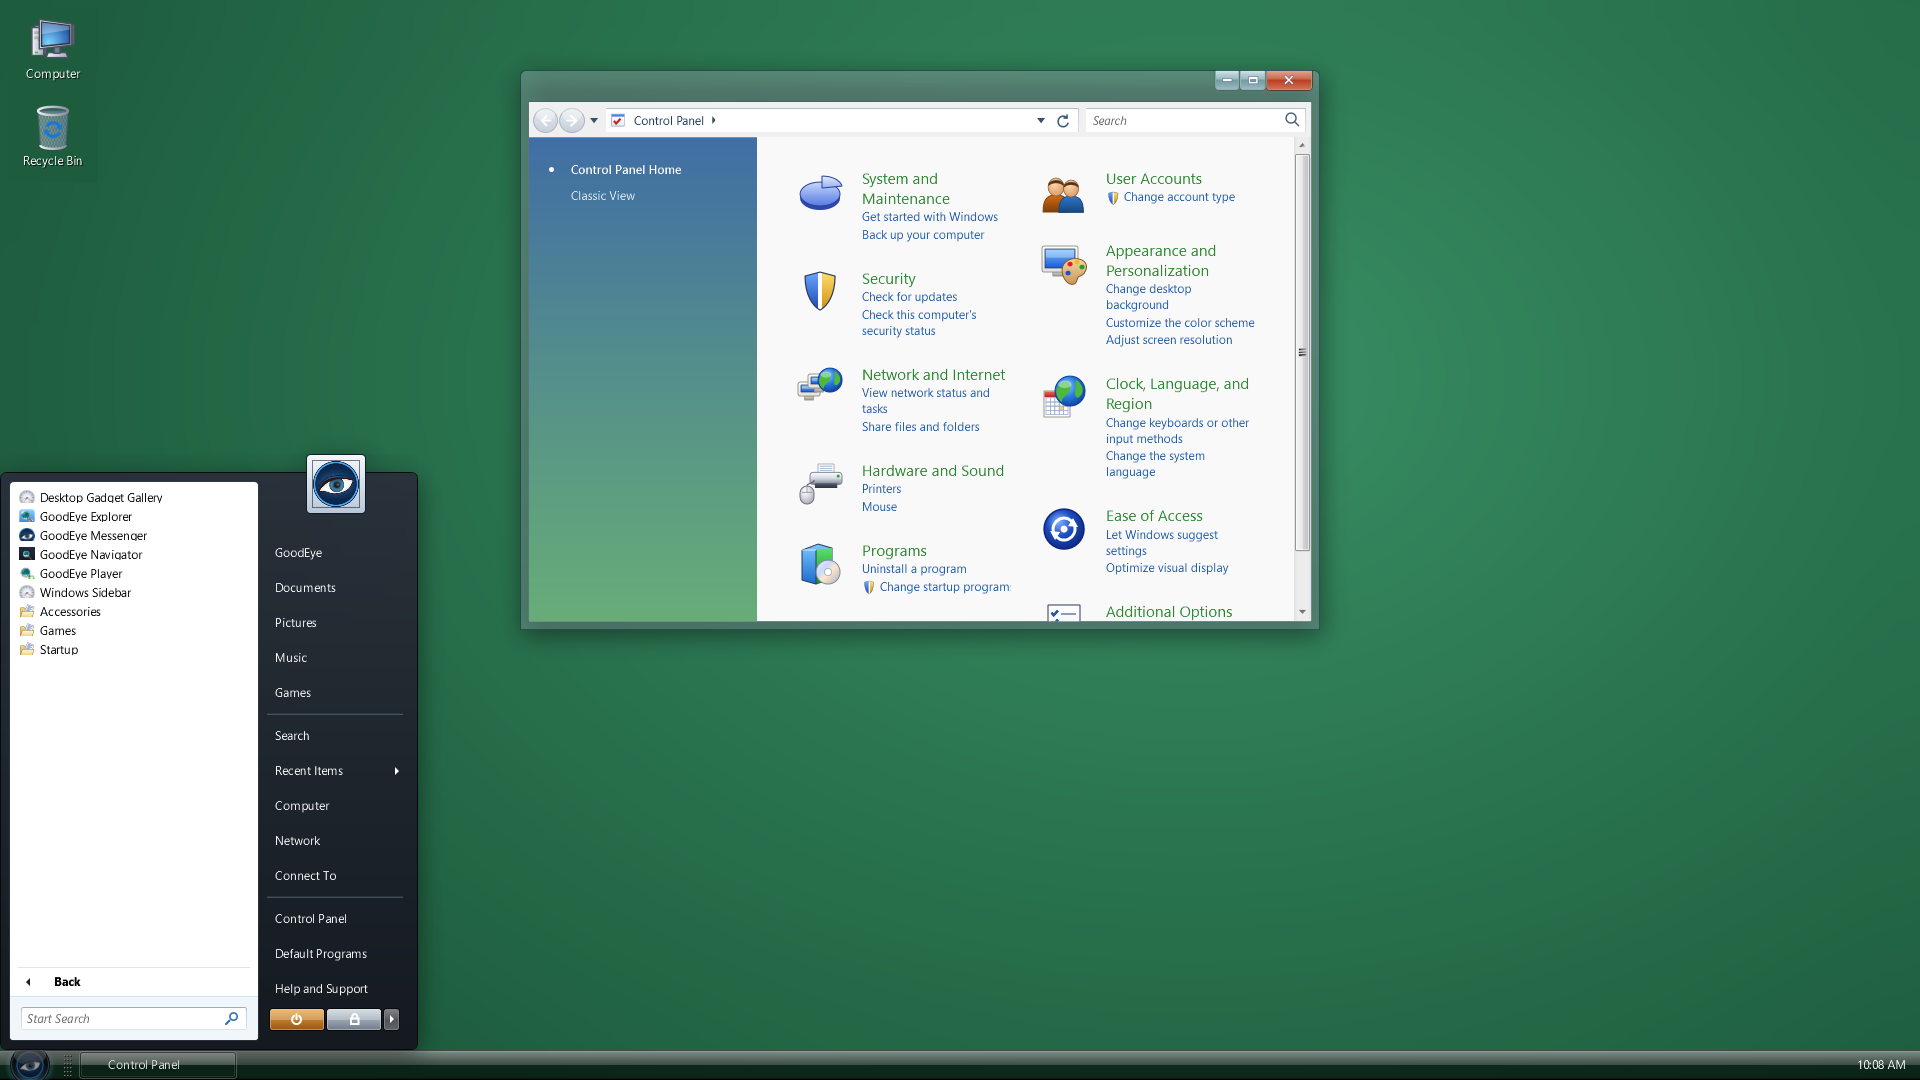 Computer
Recycle Bin
Control Panel
Search
Control Panel Home
Classic View
System and
Maintenance
Get started with Windows
Back up your computer
Security
Check for updates
Check this computer's
security status
Network and Internet
View network status and
tasks
Share files and folders
Hardware and Sound
Printers
Mouse
Programs
Uninstall a program
Change startup programs
User Accounts
Change account type
Appearance and
Personalization
Change desktop
background
Customize the color scheme
Adjust screen resolution
Clock, Language, and
Region
Change keyboards or other
input methods
Change the system
language
Ease of Access
Let Windows suggest
settings
Optimize visual display
Additional Options
Desktop Gadget Gallery
GoodEye Explorer
GoodEye Messenger
GoodEye Navigator
GoodEye Player
Windows Sidebar
Accessories
Games
Startup
Back
Start Search
GoodEye
Documents
Pictures
Music
Games
Search
Recent Items
Computer
Network
Connect To
Control Panel
Default Programs
Help and Support
Control Panel
10:08 AM